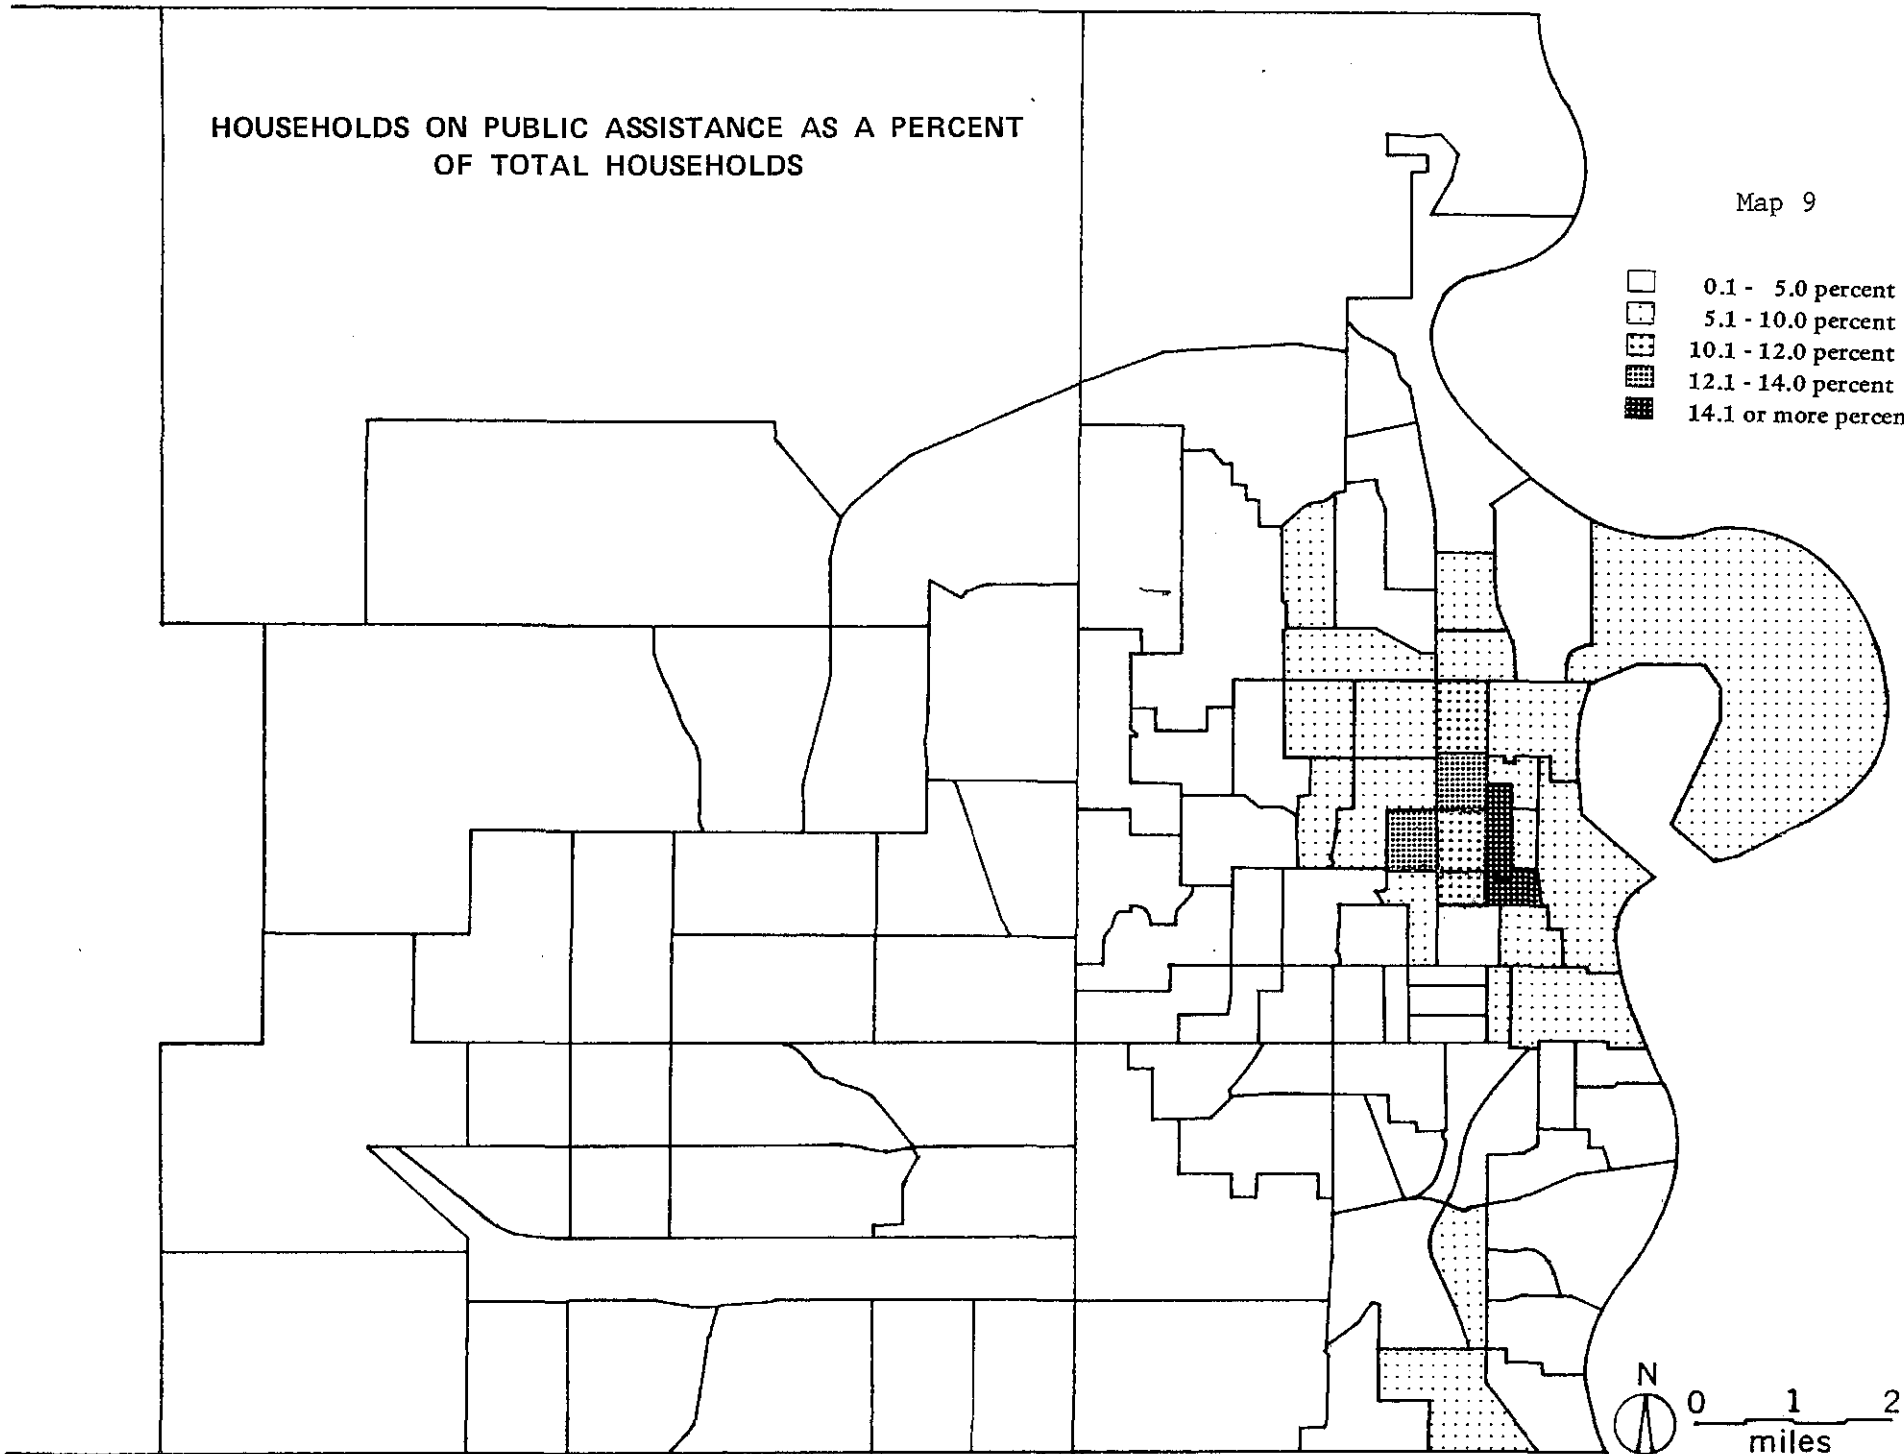 HOUSEHOLDS ON PUBLIC ASSISTANCE AS A PERCENT
OF TOTAL HOUSEHOLDS
Map 9
0.1 - 5.0 percent
5.1 - 10.0 percent
10.1 - 12.0 percent
12.1 - 14.0 percent
14.1 or more percen
N
0 1 2
miles